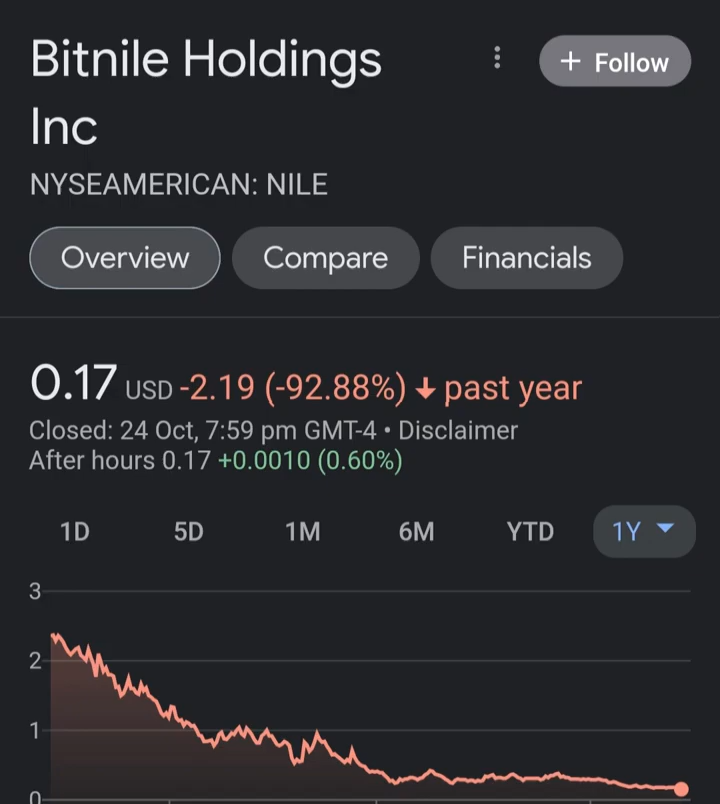 Bitnile Holdings
Inc
+ Follow
NYSEAMERICAN: NILE
Overview
Compare
Financials
0.17 USD -2.19 (-92.88%) ↓ past year
Closed: 24 Oct, 7:59 pm GMT-4 • Disclaimer
After hours 0.17 +0.0010 (0.60%)
1D 5D 1M 6M YTD 1Y
3
2
1
0